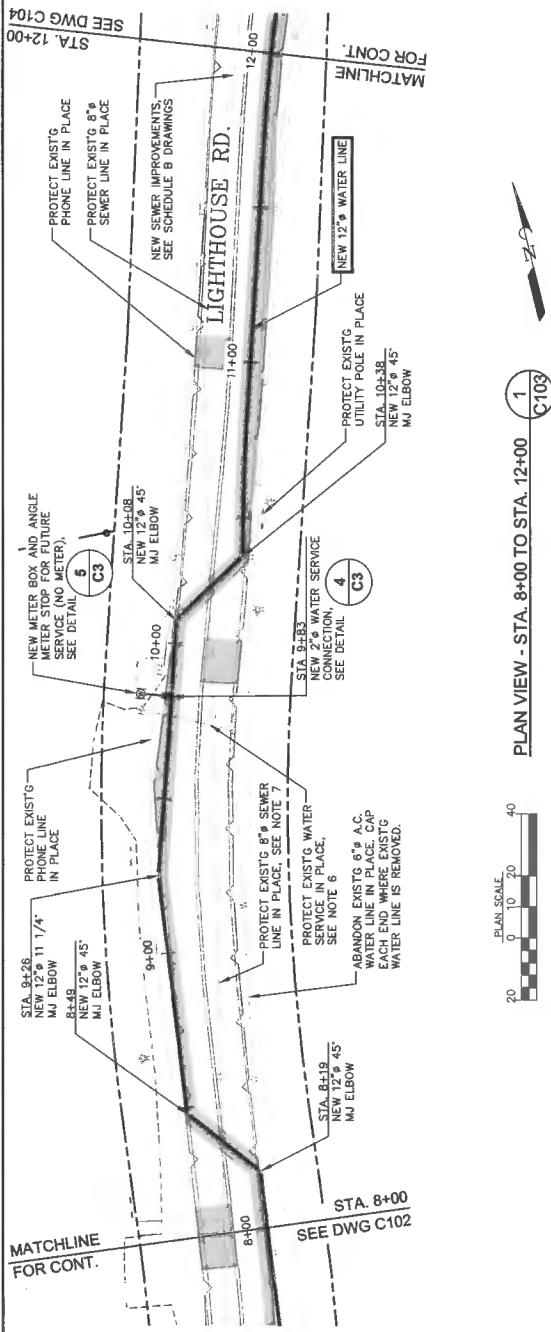 MATCHLINE
FOR CONT.
STA. 8+00
SEE DWG C102
8+00
STA. 9+26
NEW 12"ø 11 1/4°
MJ ELBOW
8+49
NEW 12"ø 45°
MJ ELBOW
9+00
PROTECT EXIST'G
PHONE LINE
IN PLACE
NEW METER BOX AND ANGLE
METER STOP FOR FUTURE
SERVICE (NO METER),
SEE DETAIL
5
C3
STA. 10+08
NEW 12"ø 45°
MJ ELBOW
10+00
STA. 8+19
NEW 12"ø 45°
MJ ELBOW
PROTECT EXIST'G 8"ø SEWER
LINE IN PLACE, SEE NOTE 7
PROTECT EXIST'G WATER
SERVICE IN PLACE,
SEE NOTE 6
ABANDON EXIST'G 6"ø A.C.
WATER LINE IN PLACE. CAP
EACH END WHERE EXIST'G
WATER LINE IS REMOVED.
STA 9+83
NEW 2"ø WATER SERVICE
CONNECTION,
SEE DETAIL
4
C3
STA. 10+38
NEW 12"ø 45°
MJ ELBOW
PROTECT EXIST'G
UTILITY POLE IN PLACE
11+00
NEW 12"ø WATER LINE
LIGHTHOUSE RD.
PROTECT EXIST'G
PHONE LINE IN PLACE
PROTECT EXIST'G 8"ø
SEWER LINE IN PLACE
NEW SEWER IMPROVEMENTS,
SEE SCHEDULE B DRAWINGS
12+00
STA. 12+00
SEE DWG C104
MATCHLINE
FOR CONT.
PLAN SCALE
20 0 10 20 40
PLAN VIEW - STA. 8+00 TO STA. 12+00
1
C103
N